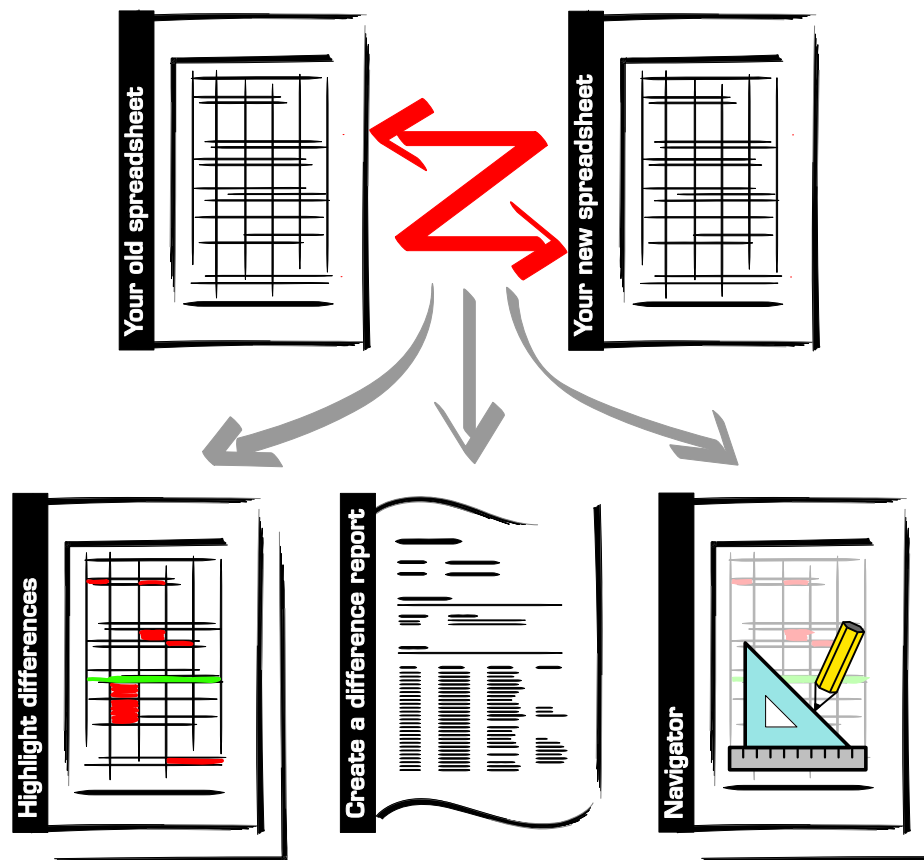 Your old spreadsheet
Your new spreadsheet
Highlight differences
Create a difference report
Navigator